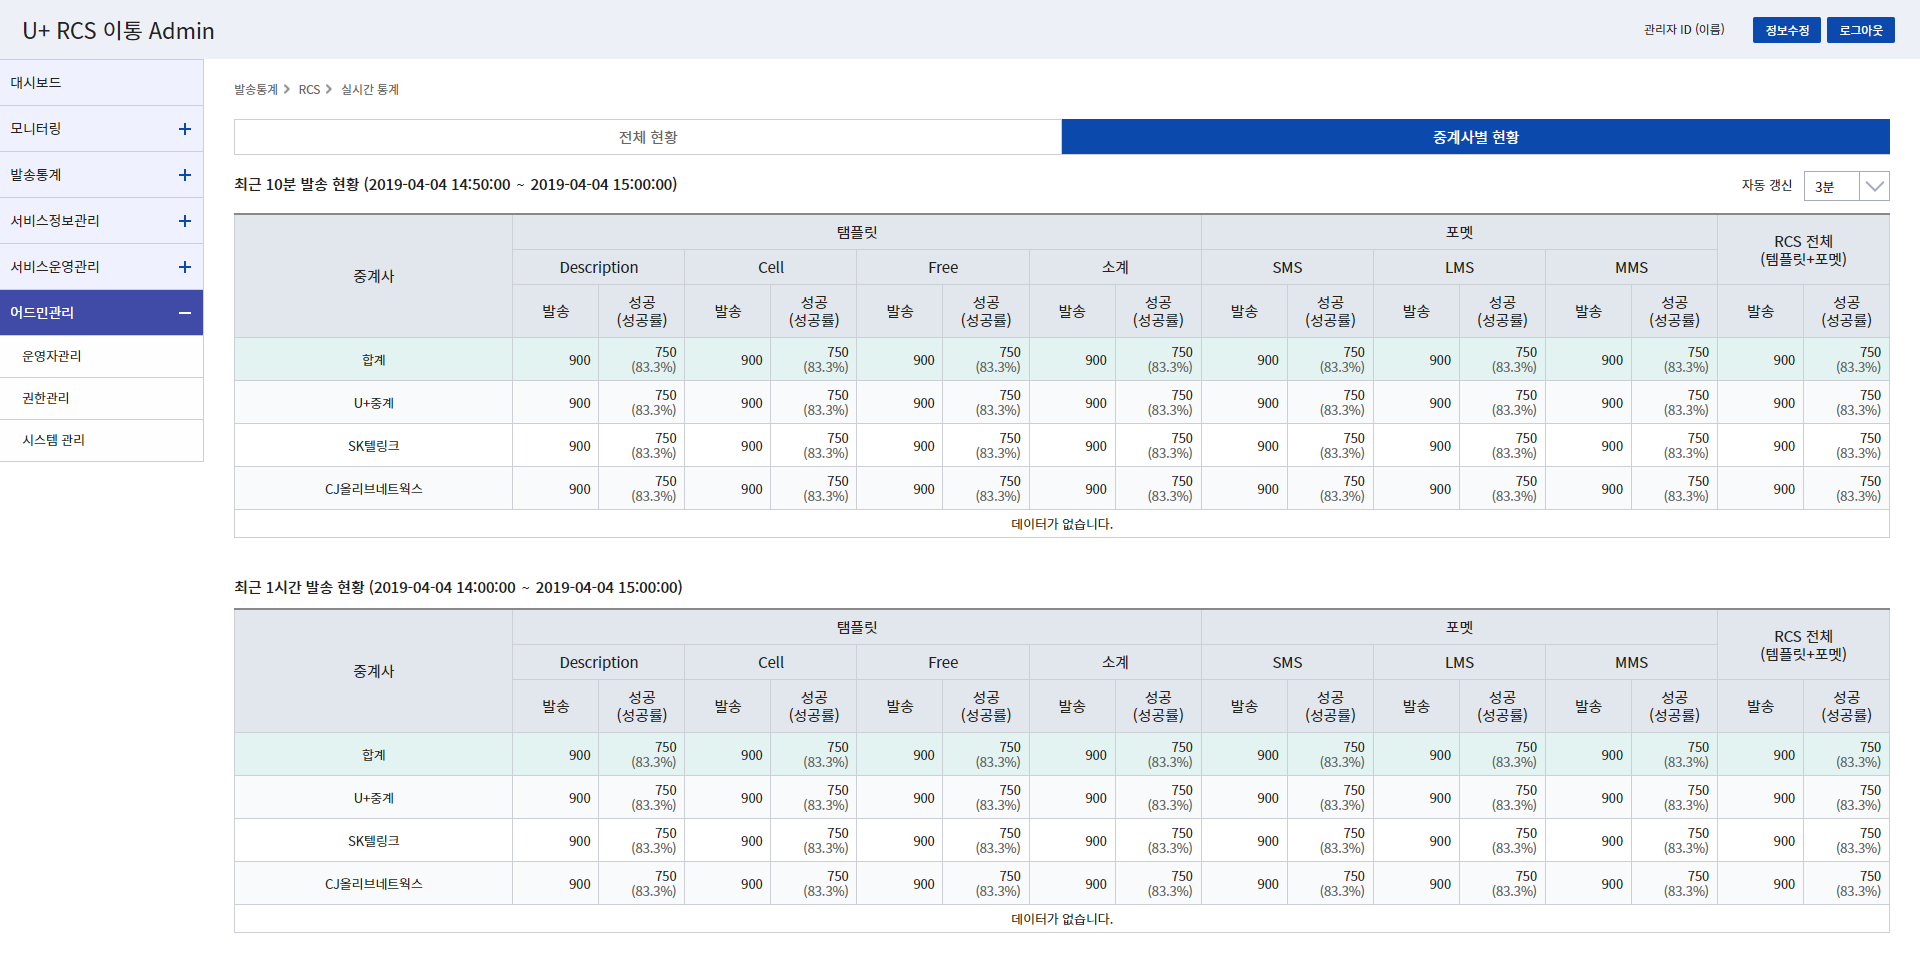 U+ RCS 이통 Admin
관리자 ID (이름)
정보수정
로그아웃
대시보드
모니터링
발송통계
서비스정보관리
서비스운영관리
어드민관리
운영자관리
권한관리
시스템 관리
발송통계 > RCS > 실시간 통계
전체 현황
중계사별 현황
최근 10분 발송 현황 (2019-04-04 14:50:00 ~ 2019-04-04 15:00:00)
자동 갱신 3분
중계사 탬플릿 포멧 RCS 전체
(템플릿+포멧)
Description Cell Free 소계 SMS LMS MMS
발송 성공 발송 성공 발송 성공 발송 성공 발송 성공 발송 성공 발송 성공 발송 성공
(성공률) (성공률) (성공률) (성공률) (성공률) (성공률) (성공률) (성공률)
합계 900 750 900 750 900 750 900 750 900 750 900 750 900 750 900 750
(83.3%) (83.3%) (83.3%) (83.3%) (83.3%) (83.3%) (83.3%) (83.3%)
U+중계 900 750 900 750 900 750 900 750 900 750 900 750 900 750 900 750
(83.3%) (83.3%) (83.3%) (83.3%) (83.3%) (83.3%) (83.3%) (83.3%)
SK텔링크 900 750 900 750 900 750 900 750 900 750 900 750 900 750 900 750
(83.3%) (83.3%) (83.3%) (83.3%) (83.3%) (83.3%) (83.3%) (83.3%)
CJ올리브네트웍스 900 750 900 750 900 750 900 750 900 750 900 750 900 750 900 750
(83.3%) (83.3%) (83.3%) (83.3%) (83.3%) (83.3%) (83.3%) (83.3%)
데이터가 없습니다.
최근 1시간 발송 현황 (2019-04-04 14:00:00 ~ 2019-04-04 15:00:00)
중계사 탬플릿 포멧 RCS 전체
(템플릿+포멧)
Description Cell Free 소계 SMS LMS MMS
발송 성공 발송 성공 발송 성공 발송 성공 발송 성공 발송 성공 발송 성공 발송 성공
(성공률) (성공률) (성공률) (성공률) (성공률) (성공률) (성공률) (성공률)
합계 900 750 900 750 900 750 900 750 900 750 900 750 900 750 900 750
(83.3%) (83.3%) (83.3%) (83.3%) (83.3%) (83.3%) (83.3%) (83.3%)
U+중계 900 750 900 750 900 750 900 750 900 750 900 750 900 750 900 750
(83.3%) (83.3%) (83.3%) (83.3%) (83.3%) (83.3%) (83.3%) (83.3%)
SK텔링크 900 750 900 750 900 750 900 750 900 750 900 750 900 750 900 750
(83.3%) (83.3%) (83.3%) (83.3%) (83.3%) (83.3%) (83.3%) (83.3%)
CJ올리브네트웍스 900 750 900 750 900 750 900 750 900 750 900 750 900 750 900 750
(83.3%) (83.3%) (83.3%) (83.3%) (83.3%) (83.3%) (83.3%) (83.3%)
데이터가 없습니다.